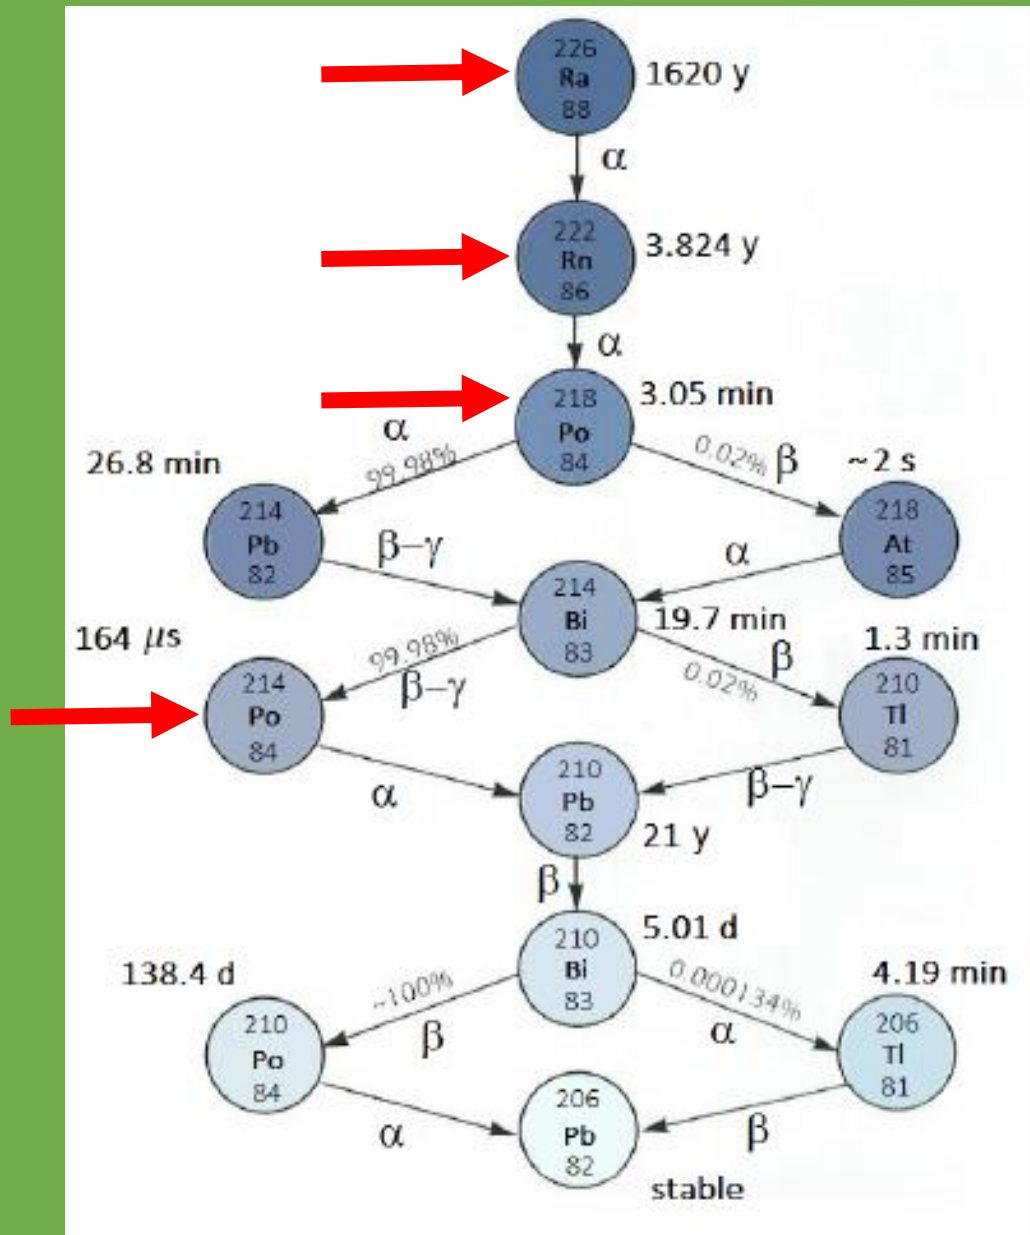 226
Ra
88
1620 y
α
222
Rn
86
3.824 y
α
218
Po
84
3.05 min
α
99.98%
0.02% β
26.8 min
~2 s
214
Pb
82
218
At
85
β–γ
α
214
Bi
83
19.7 min
164 μs
99.98%
β–γ
β
0.02%
1.3 min
214
Po
84
210
Tl
81
α
β–γ
210
Pb
82
21 y
β
210
Bi
83
5.01 d
138.4 d
~100%
β
0.000134%
α
4.19 min
210
Po
84
206
Tl
81
α
β
206
Pb
82
stable